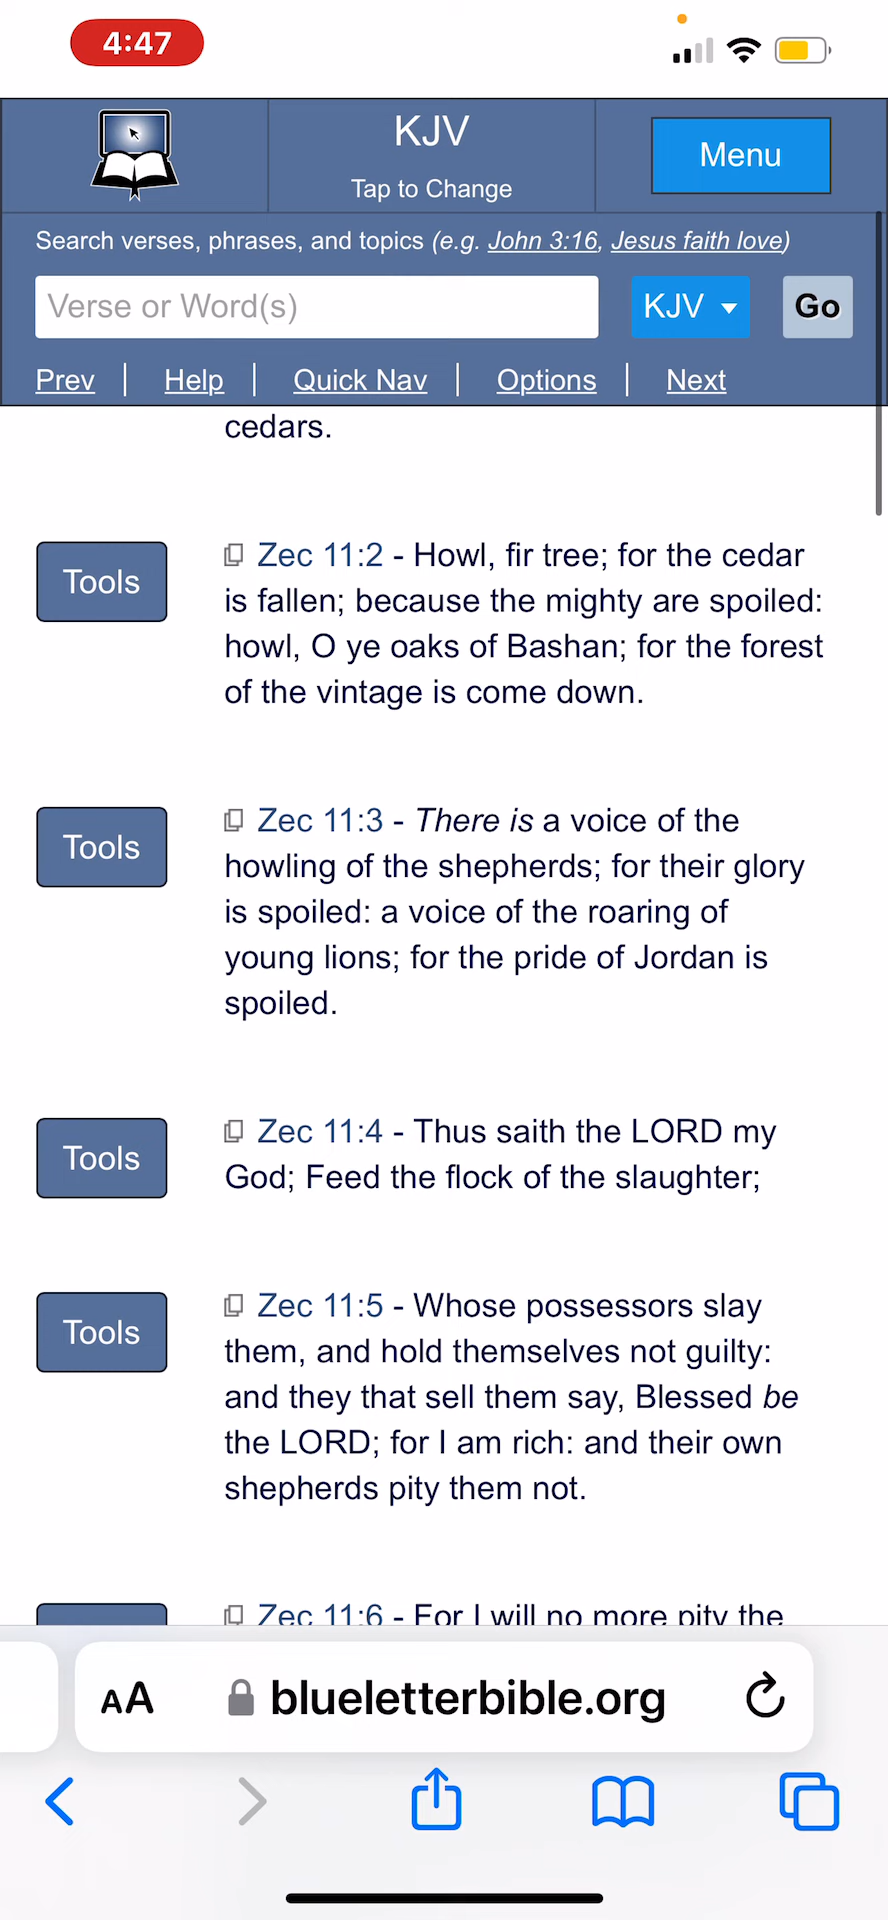 4:47
KJV
Tap to Change
Menu
Search verses, phrases, and topics (e.g. John 3:16, Jesus faith love)
Verse or Word(s)
KJV
Go
Prev | Help | Quick Nav | Options | Next
cedars.
Tools
Zec 11:2 - Howl, fir tree; for the cedar
is fallen; because the mighty are spoiled:
howl, O ye oaks of Bashan; for the forest
of the vintage is come down.
Tools
Zec 11:3 - There is a voice of the
howling of the shepherds; for their glory
is spoiled: a voice of the roaring of
young lions; for the pride of Jordan is
spoiled.
Tools
Zec 11:4 - Thus saith the LORD my
God; Feed the flock of the slaughter;
Tools
Zec 11:5 - Whose possessors slay
them, and hold themselves not guilty:
and they that sell them say, Blessed be
the LORD; for I am rich: and their own
shepherds pity them not.
Zec 11:6 - For I will no more pity the
AA
blueletterbible.org